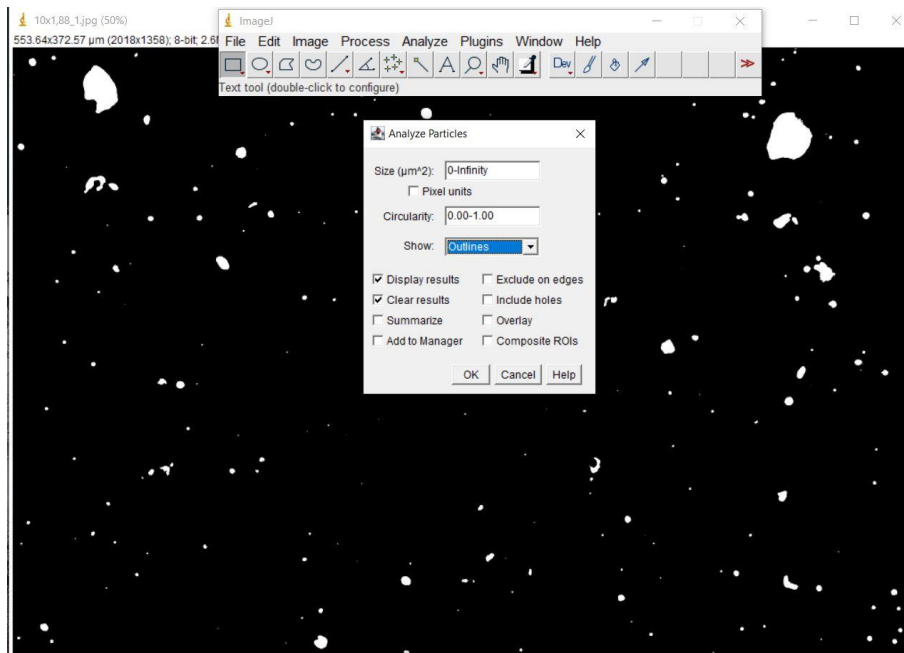 10x1,88_1.jpg (50%)
553.64x372.57 µm (2018x1358); 8-bit; 2.6
ImageJ
File Edit Image Process Analyze Plugins Window Help
A Dev
Text tool (double-click to configure)
Analyze Particles
Size (µm^2): 0-Infinity
Pixel units
Circularity: 0.00-1.00
Show: Outlines
Display results Exclude on edges
Clear results Include holes
Summarize Overlay
Add to Manager Composite ROIs
OK Cancel Help